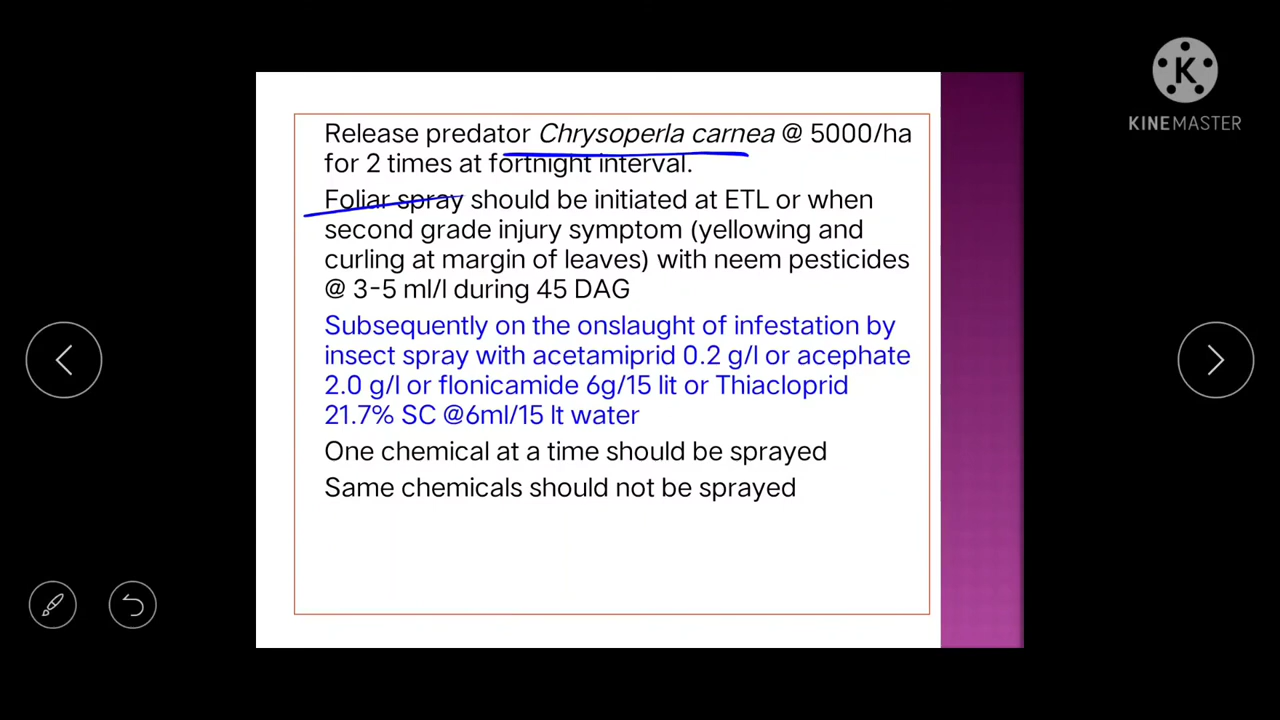 Release predator Chrysoperla carnea @ 5000/ha
for 2 times at fortnight interval.
Foliar spray should be initiated at ETL or when
second grade injury symptom (yellowing and
curling at margin of leaves) with neem pesticides
@ 3-5 ml/l during 45 DAG
Subsequently on the onslaught of infestation by
insect spray with acetamiprid 0.2 g/l or acephate
2.0 g/l or flonicamide 6g/15 lit or Thiacloprid
21.7% SC @6ml/15 lt water
One chemical at a time should be sprayed
Same chemicals should not be sprayed
K
KINEMASTER